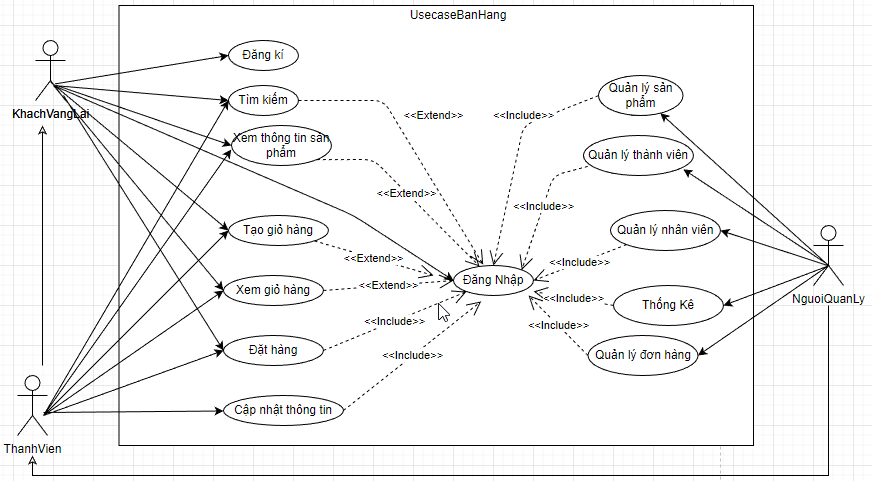 UsecaseBanHang
Đăng kí
KhachVangLai
Tìm kiếm
Xem thông tin sản
phẩm
Tạo giỏ hàng
Xem giỏ hàng
Đặt hàng
Cập nhật thông tin
ThanhVien
<<Extend>>
<<Extend>>
<<Extend>>
<<Extend>>
<<Include>>
<<Include>>
Đăng Nhập
<<Include>>
<<Include>>
<<Include>>
<<Include>>
<<Include>>
Quản lý sản
phẩm
Quản lý thành viên
Quản lý nhân viên
Thống Kê
Quản lý đơn hàng
NguoiQuanLy